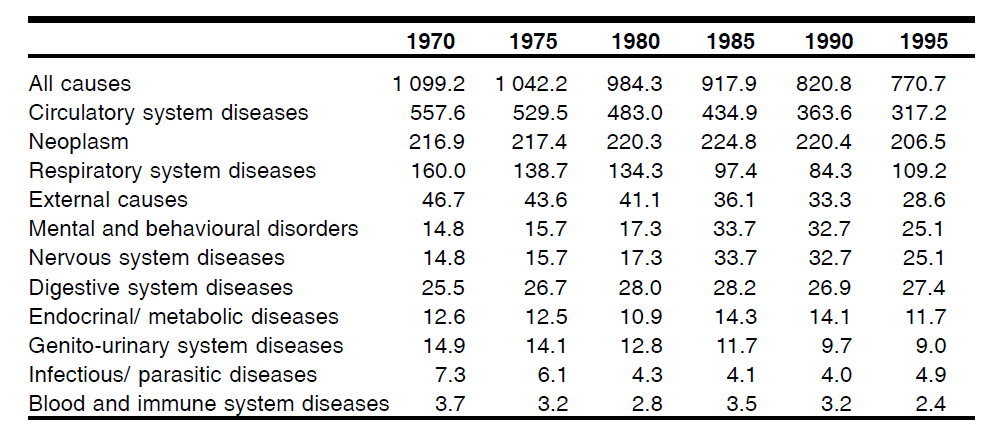 1970 1975 1980 1985 1990 1995
All causes 1 099.2 1 042.2 984.3 917.9 820.8 770.7
Circulatory system diseases 557.6 529.5 483.0 434.9 363.6 317.2
Neoplasm 216.9 217.4 220.3 224.8 220.4 206.5
Respiratory system diseases 160.0 138.7 134.3 97.4 84.3 109.2
External causes 46.7 43.6 41.1 36.1 33.3 28.6
Mental and behavioural disorders 14.8 15.7 17.3 33.7 32.7 25.1
Nervous system diseases 14.8 15.7 17.3 33.7 32.7 25.1
Digestive system diseases 25.5 26.7 28.0 28.2 26.9 27.4
Endocrinal/ metabolic diseases 12.6 12.5 10.9 14.3 14.1 11.7
Genito-urinary system diseases 14.9 14.1 12.8 11.7 9.7 9.0
Infectious/ parasitic diseases 7.3 6.1 4.3 4.1 4.0 4.9
Blood and immune system diseases 3.7 3.2 2.8 3.5 3.2 2.4